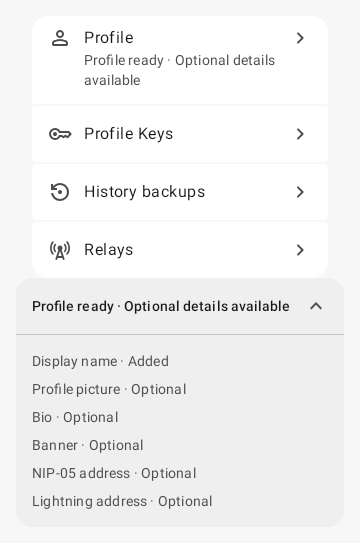 Profile
Profile ready · Optional details
available
Profile Keys
History backups
Relays
Profile ready · Optional details available
Display name · Added
Profile picture · Optional
Bio · Optional
Banner · Optional
NIP-05 address · Optional
Lightning address · Optional